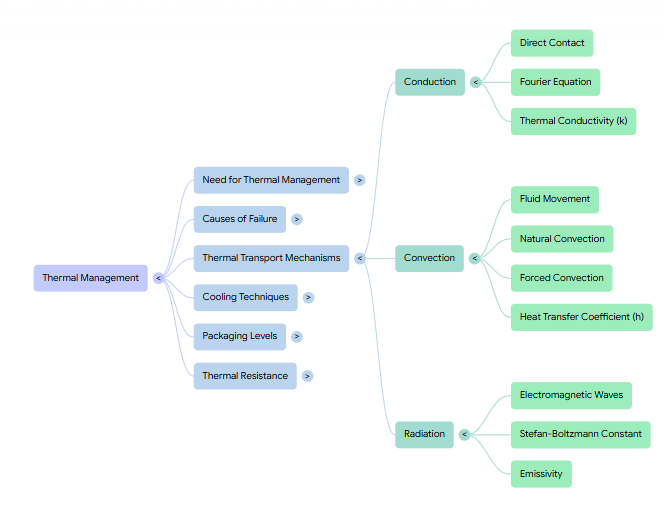 Thermal Management
<
Need for Thermal Management
>
Causes of Failure
>
Thermal Transport Mechanisms
<
Cooling Techniques
>
Packaging Levels
>
Thermal Resistance
>
Conduction
<
Direct Contact
Fourier Equation
Thermal Conductivity (k)
Convection
<
Fluid Movement
Natural Convection
Forced Convection
Heat Transfer Coefficient (h)
Radiation
<
Electromagnetic Waves
Stefan-Boltzmann Constant
Emissivity